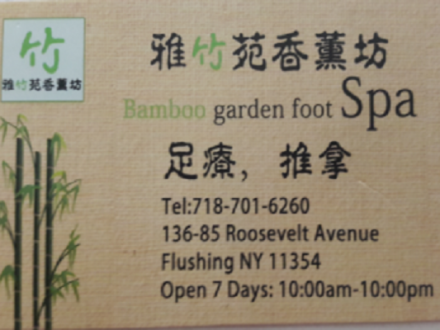 竹
雅竹苑香薰坊
雅竹苑香薰坊
Bamboo garden foot Spa
足療，推拿
Tel:718-701-6260
136-85 Roosevelt Avenue
Flushing NY 11354
Open 7 Days: 10:00am-10:00pm